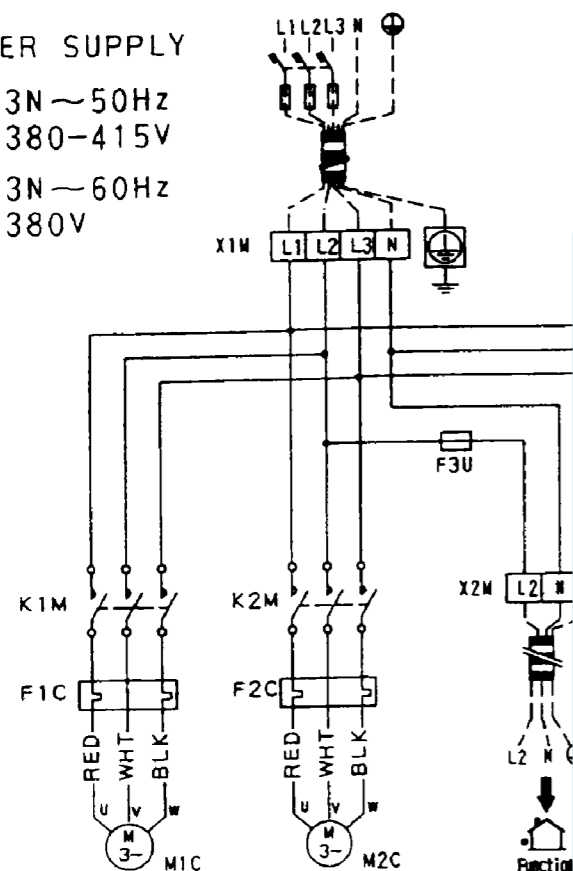 L1 L2 L3 N
ER SUPPLY
3N～50Hz
380-415V
3N～60Hz
380V
X1M L1 L2 L3 N
F3U
K1M K2M X2M L2 N
F1C F2C
RED WHT BLK RED WHT BLK
L2 N
U V W U V W
M 3~ M1C M 3~ M2C
Function